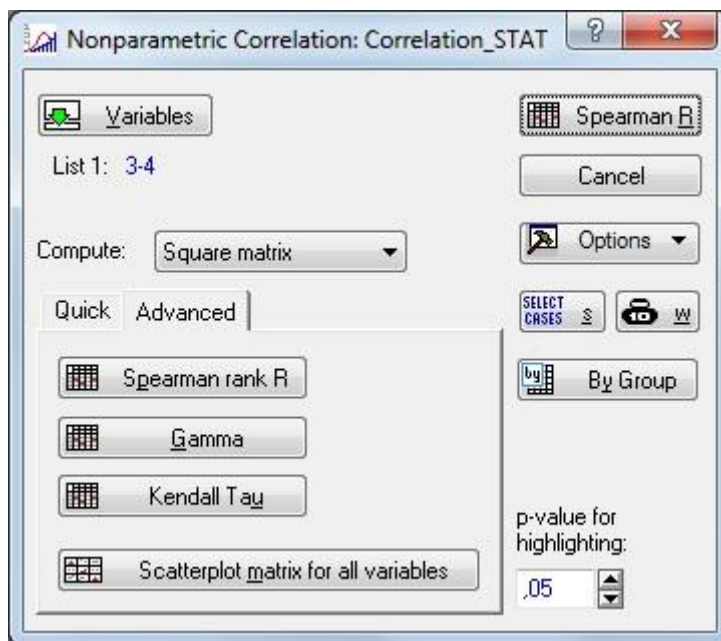 Nonparametric Correlation: Correlation_STAT
?
Variables
Spearman R
List 1: 3-4
Cancel
Compute: Square matrix
Options
Quick Advanced
SELECT CASES S
W
Spearman rank R
by
By Group
Gamma
Kendall Tau
p-value for
highlighting:
Scatterplot matrix for all variables
,05